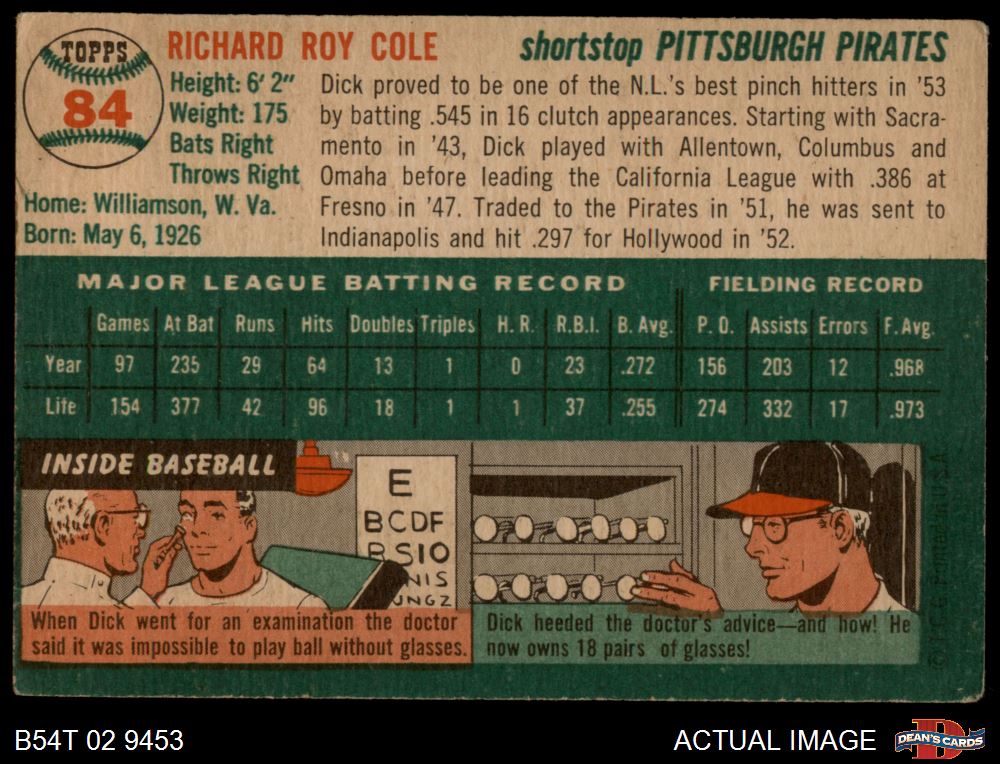 TOPPS
84
RICHARD ROY COLE
shortstop PITTSBURGH PIRATES
Height: 6' 2"
Weight: 175
Bats Right
Throws Right
Home: Williamson, W. Va.
Born: May 6, 1926
Dick proved to be one of the N.L.'s best pinch hitters in '53
by batting .545 in 16 clutch appearances. Starting with Sacra-
mento in '43, Dick played with Allentown, Columbus and
Omaha before leading the California League with .386 at
Fresno in '47. Traded to the Pirates in '51, he was sent to
Indianapolis and hit .297 for Hollywood in '52.
MAJOR LEAGUE BATTING RECORD FIELDING RECORD
Games At Bat Runs Hits Doubles Triples H. R. R.B.I. B. Avg. P. O. Assists Errors F. Avg.
Year 97 235 29 64 13 1 0 23 .272 156 203 12 .968
Life 154 377 42 96 18 1 1 37 .255 274 332 17 .973
INSIDE BASEBALL
E
BCDF
BSIO
NIS
UNGZ
When Dick went for an examination the doctor
said it was impossible to play ball without glasses.
Dick heeded the doctor's advice—and how! He
now owns 18 pairs of glasses!
© T.C.G. Printed in U.S.A.
B54T 02 9453
ACTUAL IMAGE
DEAN'S CARDS